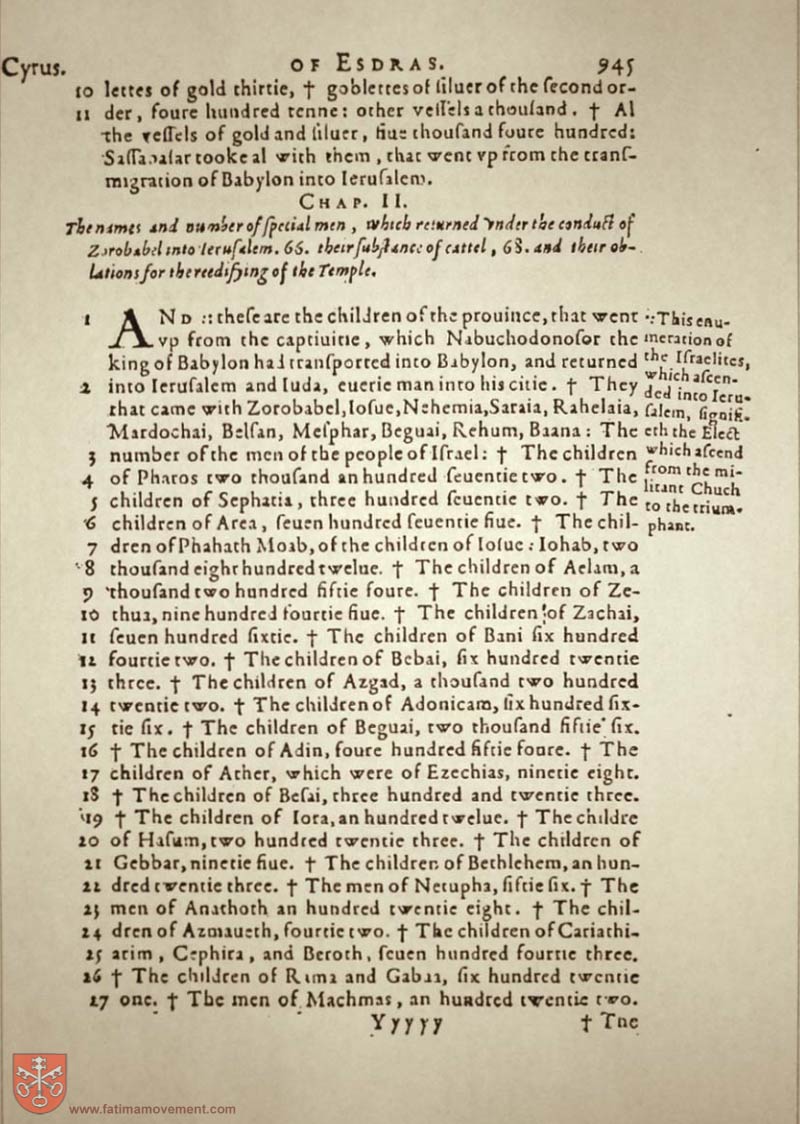 Cyrus. OF ESDRAS. 945
10 lettes of gold thirtie, † goblettes of siluer of the second or-
11 der, foure hundred tenne: other vessels a thousand. † Al
the vessels of gold and siluer, fiue thousand foure hundred:
Sassabasar tooke al with them, that went vp from the trans-
migration of Babylon into Ierusalem.
CHAP. II.
The names and number of special men, which returned vnder the conduct of
Zorobabel into Ierusalem. 66. their substance of cattel, 68. and their ob-
lations for the reedifying of the Temple.
1 AND :: these are the children of the prouince, that went
vp from the captiuitie, which Nabuchodonosor the
king of Babylon had transported into Babylon, and returned
2 into Ierusalem and Iuda, euerie man into his citie. † They
that came with Zorobabel, Iosue, Nehemia, Saraia, Rahelaia,
Mardochai, Belsan, Mesphar, Beguai, Rehum, Baana: The
3 number of the men of the people of Israel: † The children
4 of Pharos two thousand an hundred seuentie two. † The
5 children of Sephatia, three hundred seuentie two. † The
6 children of Area, seuen hundred seuentie fiue. † The chil-
7 dren of Phahath Moab, of the children of Iosue : Iohab, two
8 thousand eight hundred twelue. † The children of Aelam, a
9 thousand two hundred fiftie foure. † The children of Ze-
10 thua, nine hundred fourtie fiue. † The children of Zachai,
11 seuen hundred sixtie. † The children of Bani six hundred
12 fourtie two. † The children of Bebai, six hundred twentie
13 three. † The children of Azgad, a thousand two hundred
14 twentie two. † The children of Adonicam, six hundred six-
15 tie six. † The children of Beguai, two thousand fiftie six.
16 † The children of Adin, foure hundred fiftie foure. † The
17 children of Ather, which were of Ezechias, ninetie eight.
18 † The children of Besai, three hundred and twentie three.
19 † The children of Iora, an hundred twelue. † The childre
20 of Hasum, two hundred twentie three. † The children of
21 Gebbar, ninetie fiue. † The children of Bethlehem, an hun-
22 dred twentie three. † The men of Netupha, fiftie six. † The
23 men of Anathoth an hundred twentie eight. † The chil-
24 dren of Azmaueth, fourtie two. † The children of Cariathi-
25 arim, Cephira, and Beroth, seuen hundred fourtie three.
26 † The children of Rama and Gabaa, six hundred twentie
27 one. † The men of Machmas, an hundred twentie two.
Yyyyy † The
:: This enu-
meration of
the Israelites,
which ascen-
ded into Ieru-
salem, signifi-
eth the Elect
which ascend
from the mi-
litant Chuch
to the trium-
phant.
www.fatimamovement.com